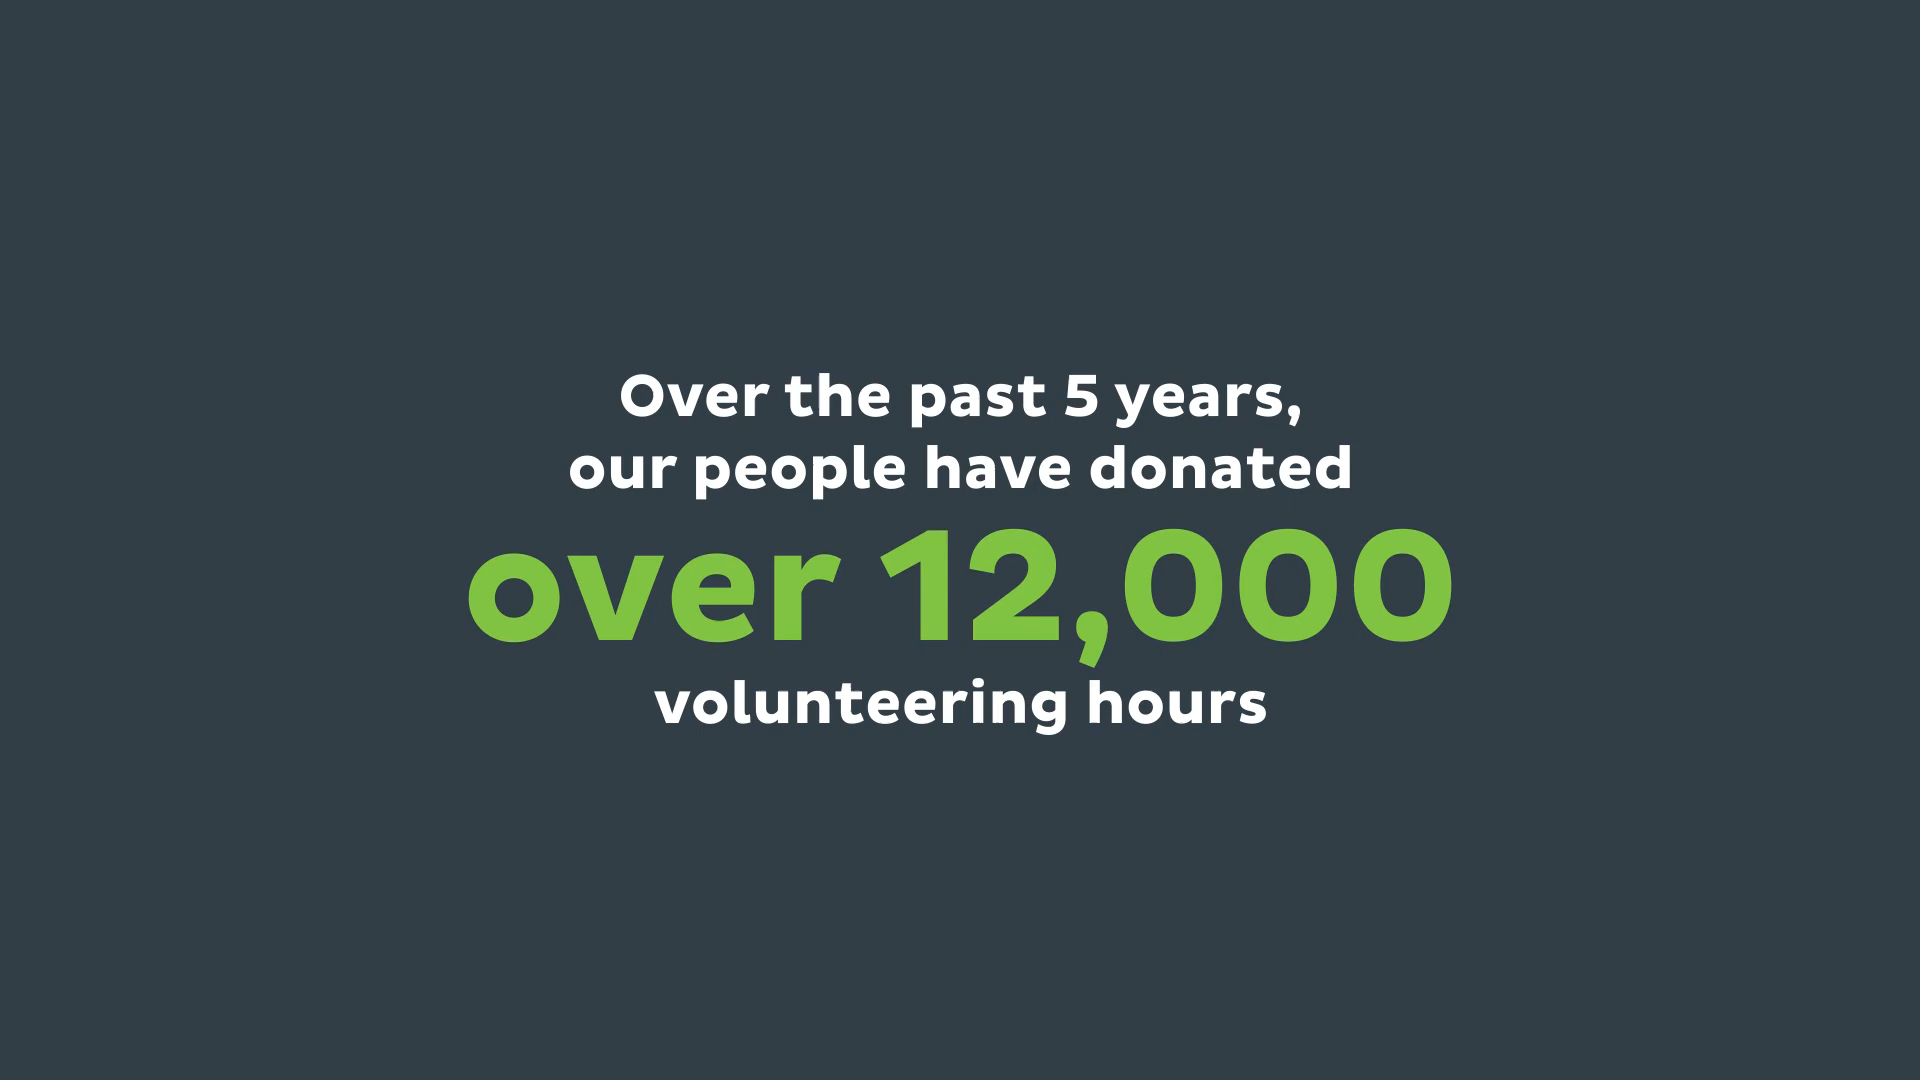 Over the past 5 years,
our people have donated
over 12,000
volunteering hours